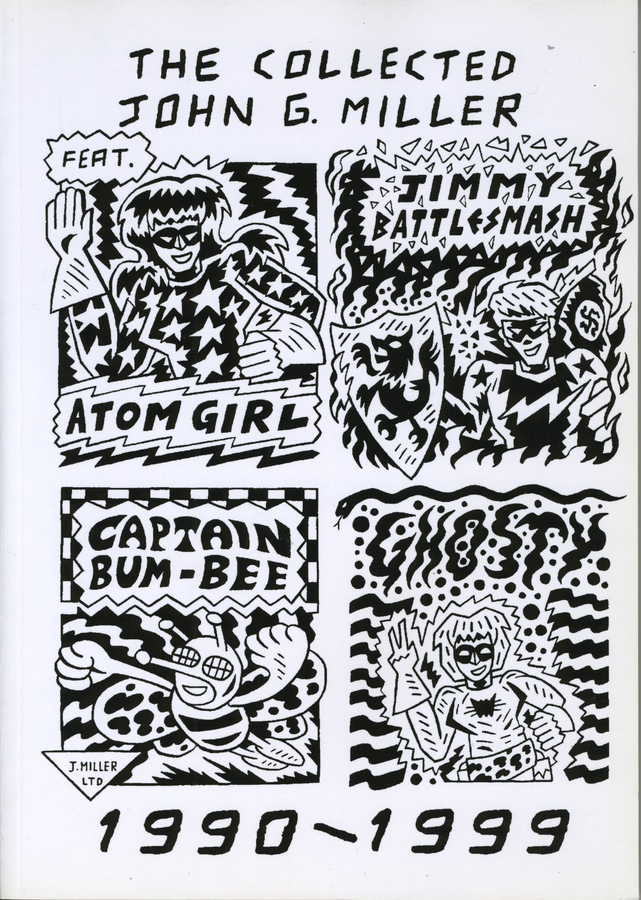 THE COLLECTED
JOHN G. MILLER
FEAT.
ATOM GIRL
JIMMY
BATTLESMASH
CAPTAIN
BUM-BEE
GHOSTY
J. MILLER
LTD
1990~1999